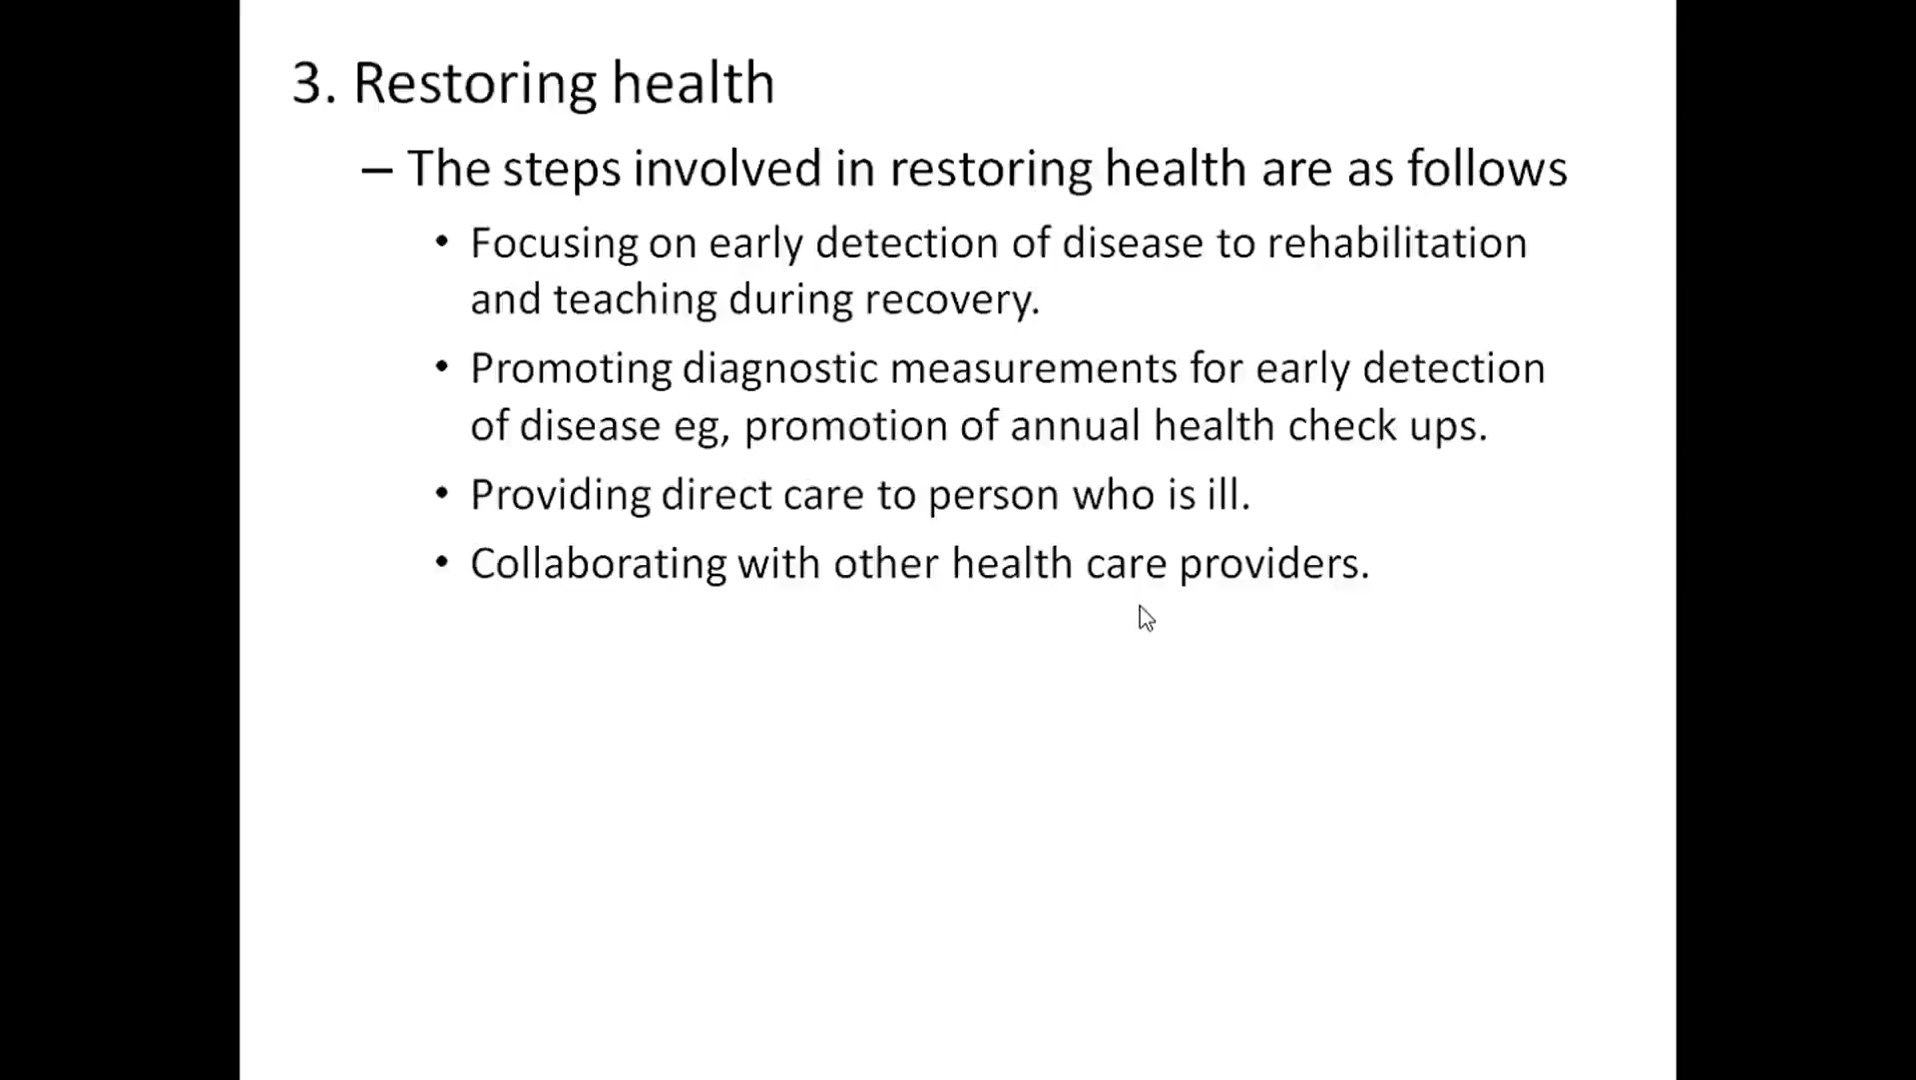 3. Restoring health
– The steps involved in restoring health are as follows
• Focusing on early detection of disease to rehabilitation
and teaching during recovery.
• Promoting diagnostic measurements for early detection
of disease eg, promotion of annual health check ups.
• Providing direct care to person who is ill.
• Collaborating with other health care providers.